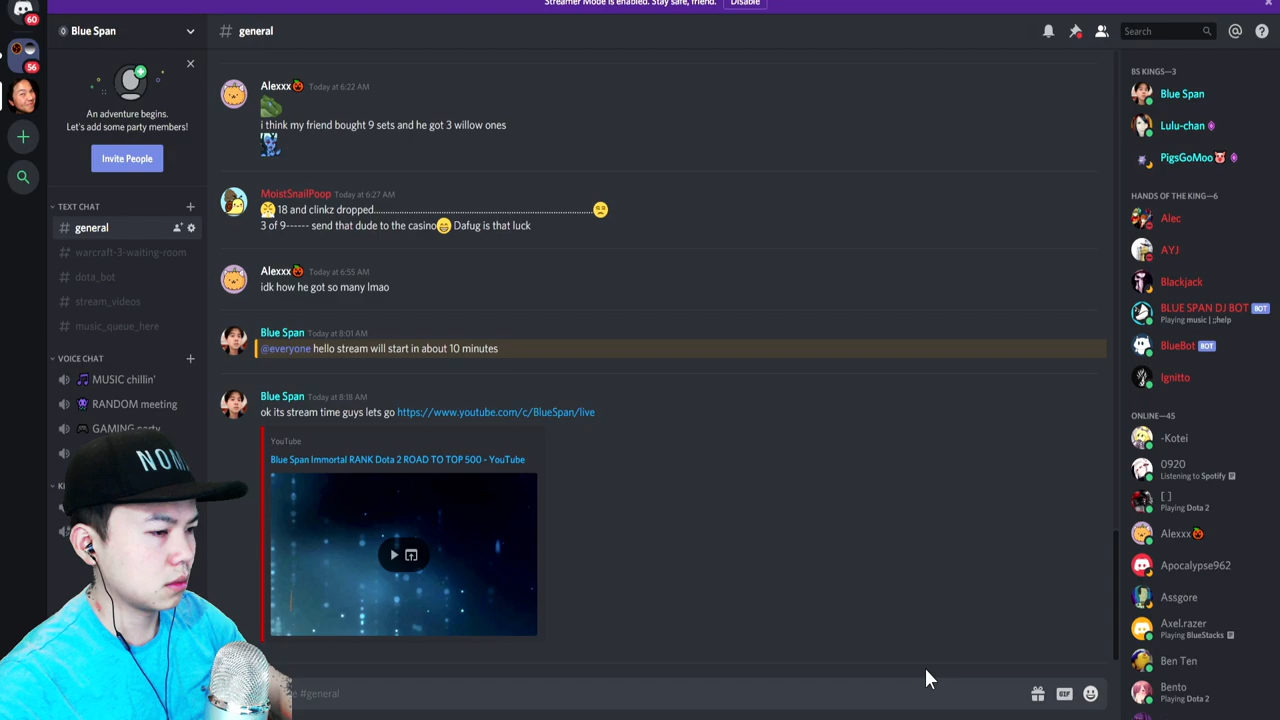 Streamer Mode is enabled. Stay safe, friend. Disable
60
Blue Span
# general
Search
56
An adventure begins.
Let's add some party members!
Invite People
TEXT CHAT
# general
# warcraft-3-waiting-room
# dota_bot
# stream_videos
# music_queue_here
VOICE CHAT
MUSIC chillin'
RANDOM meeting
GAMING party
NOM
Alexxx Today at 6:22 AM
i think my friend bought 9 sets and he got 3 willow ones
MoistSnailPoop Today at 6:27 AM
18 and clinkz dropped
3 of 9------ send that dude to the casino Dafug is that luck
Alexxx Today at 6:55 AM
idk how he got so many lmao
Blue Span Today at 8:01 AM
@everyone hello stream will start in about 10 minutes
Blue Span Today at 8:18 AM
ok its stream time guys lets go https://www.youtube.com/c/BlueSpan/live
YouTube
Blue Span Immortal RANK Dota 2 ROAD TO TOP 500 - YouTube
#general
GIF
BS KINGS—3
Blue Span
Lulu-chan
PigsGoMoo
HANDS OF THE KING—6
Alec
AYJ
Blackjack
BLUE SPAN DJ BOT BOT
Playing music | ;;help
BlueBot BOT
Ignitto
ONLINE—45
-Kotei
0920
Listening to Spotify
[ ]
Playing Dota 2
Alexxx
Apocalypse962
Assgore
Axel.razer
Playing BlueStacks
Ben Ten
Bento
Playing Dota 2